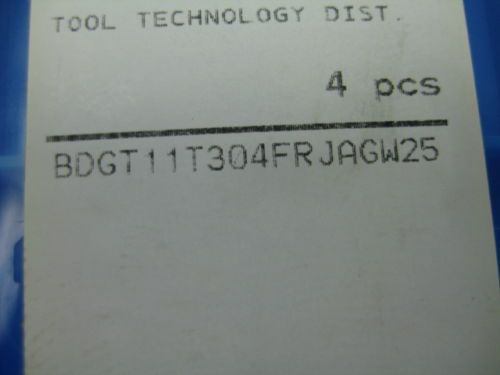 TOOL TECHNOLOGY DIST.
4 pcs
BDGT11T304FRJAGW25